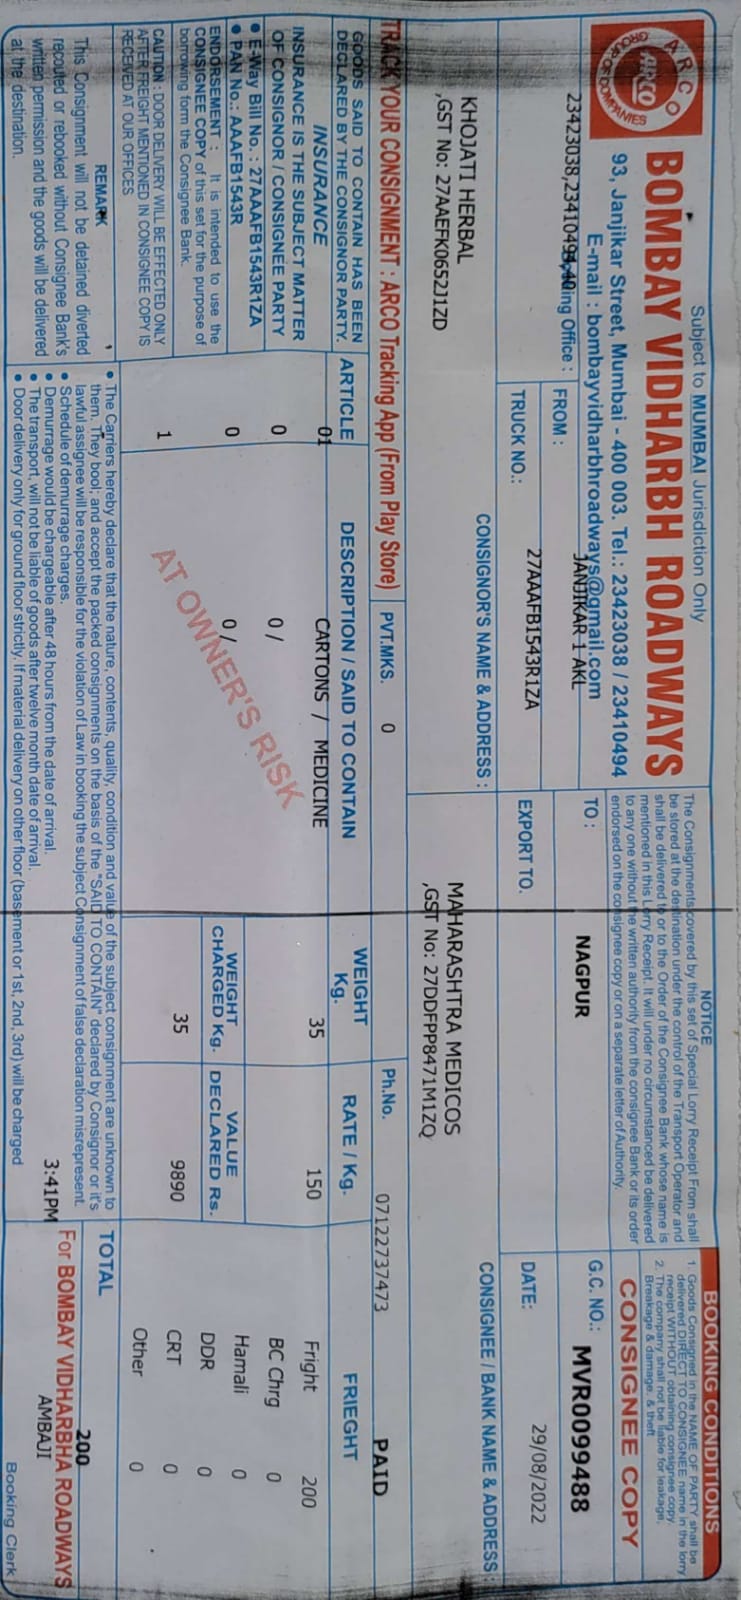 Subject to MUMBAI Jurisdiction Only
ARCO
ARCO
GROUP OF COMPANIES
BOMBAY VIDHARBH ROADWAYS
93, Janjikar Street, Mumbai - 400 003. Tel.: 23423038 / 23410494
E-mail : bombayvidharbhroadways@gmail.com
NOTICE
The Consignments covered by this set of Special Lorry Receipt From shall
be stored at the destination under the control of the Transport Operator and
shall be delivered to or to the Order of the Consignee Bank whose name is
mentioned in this Lorry Receipt. It will under no circumstanced be delivered
to any one without the written authority from the consignee Bank or its order
endorsed on the consignee copy or on a separate letter of Authority.
BOOKING CONDITIONS
1. Goods Consigned in the NAME OF PARTY shall be
delivered DIRECT TO CONSIGNEE name in the lorry
receipt WITHOUT obtaining consignee copy.
2. The company shall not be liable for leakage,
Breakage & damage. & theft
CONSIGNEE COPY
23423038,23410494,40
Office :
FROM :
JANJIKAR 1 AKL
TO :
NAGPUR
G.C. NO.:
MVR0099488
TRUCK NO.:
27AAAFB1543R1ZA
EXPORT TO.
DATE:
29/08/2022
CONSIGNOR'S NAME & ADDRESS :
CONSIGNEE / BANK NAME & ADDRESS :
KHOJATI HERBAL
,GST No: 27AAEFK0652J1ZD
MAHARASHTRA MEDICOS
,GST No: 27DDFPP8471M1ZQ
TRACK YOUR CONSIGNMENT : ARCO Tracking App (From Play Store)
PVT.MKS.
0
Ph.No.
07122737473
PAID
GOODS SAID TO CONTAIN HAS BEEN
DECLARED BY THE CONSIGNOR PARTY.
INSURANCE
INSURANCE IS THE SUBJECT MATTER
OF CONSIGNOR / CONSIGNEE PARTY
• E-Way Bill No. : 27AAAFB1543R1ZA
• PAN No.: AAAFB1543R
ENDORSEMENT : It is intended to use the
CONSIGNEE COPY of this set for the purpose of
borrowing form the Consignee Bank.
CAUTION : DOOR DELIVERY WILL BE EFFECTED ONLY
AFTER FREIGHT MENTIONED IN CONSIGNEE COPY IS
RECEIVED AT OUR OFFICES
ARTICLE
DESCRIPTION / SAID TO CONTAIN
WEIGHT
Kg.
RATE / Kg.
FRIEGHT
01
CARTONS / MEDICINE
35
150
Fright 200
0
0 /
BC Chrg 0
0
0 /
WEIGHT
CHARGED Kg.
VALUE
DECLARED Rs.
Hamali 0
DDR 0
1
35
9890
CRT 0
Other 0
AT OWNER'S RISK
REMARK
This Consignment will not be detained diverted
recouted or rebooked without Consignee Bank's
written permission and the goods will be delivered
at the destination.
• The Carriers hereby declare that the nature, contents, quality, condition and value of the subject consignment are unknown to
them. They bool; and accept the packed consignments on the basis of the "SAID TO CONTAIN" declared by Consignor or it's
lawful assignee will be responsible for the violation of Law in booking the subject Consignment of false declaration misrepresent.
• Schedule of demurrage charges.
• Demurrage would be chargeable after 48 hours from the date of arrival.
• The transport, will not be liable of goods after twelve month date of arrival.
• Door delivery only for ground floor strictly. If material delivery on other floor (basement or 1st, 2nd, 3rd) will be charged
3:41PM
TOTAL
200
For BOMBAY VIDHARBHA ROADWAYS
AMBAJI
Booking Clerk